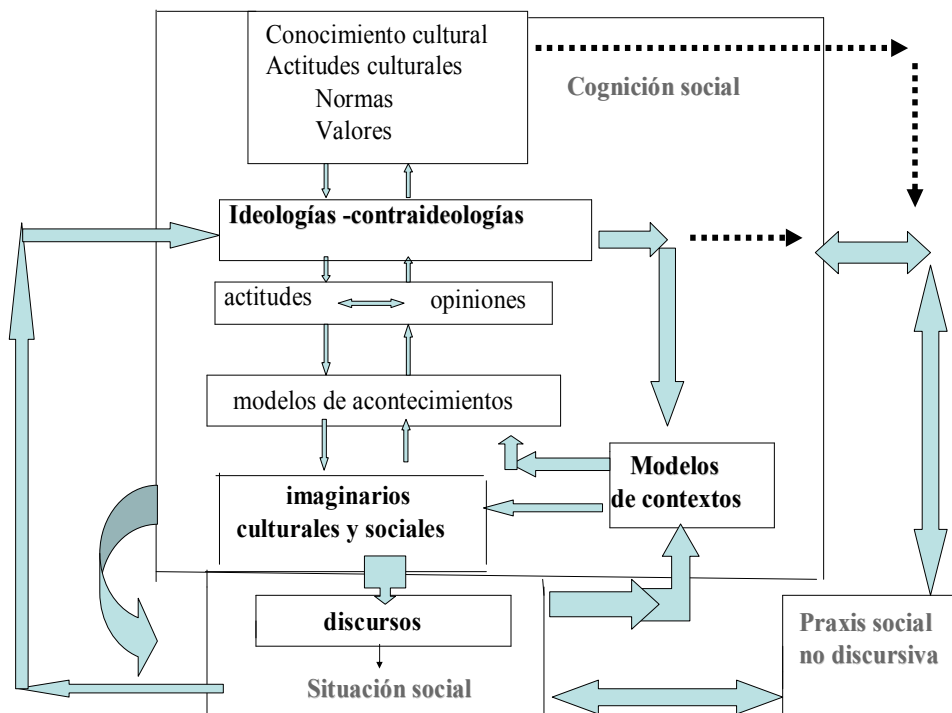 Conocimiento cultural
Actitudes culturales
Normas
Valores
Cognición social
Ideologías -contraideologías
actitudes
opiniones
modelos de acontecimientos
Modelos
de contextos
imaginarios
culturales y sociales
discursos
Situación social
Praxis social
no discursiva